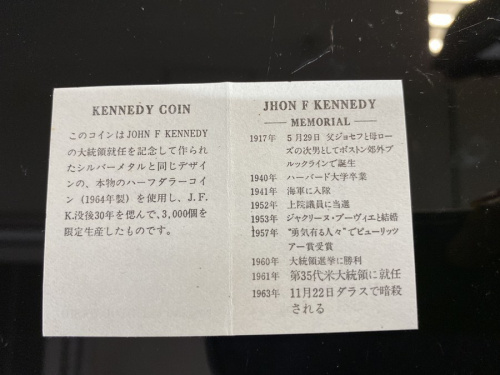 KENNEDY COIN
このコインはJOHN F KENNEDY
の大統領就任を記念して作られ
たシルバーメタルと同じデザイ
ンの、本物のハーフダラーコイ
ン (1964年製) を使用し、J. F.
K.没後30年を偲んで、3,000個を
限定生産したものです。
JHON F KENNEDY
MEMORIAL
1917年 5月29日 父ジョセフと母ロー
ズの次男としてボストン郊外ブ
ルックラインで誕生
1940年 ハーバード大学卒業
1941年 海軍に入隊
1952年 上院議員に当選
1953年 ジャクリーヌ・ブーヴィエと結婚
1957年 "勇気有る人々"でピューリッツ
アー賞受賞
1960年 大統領選挙に勝利
1961年 第35代米大統領に就任
1963年 11月22日ダラスで暗殺
される